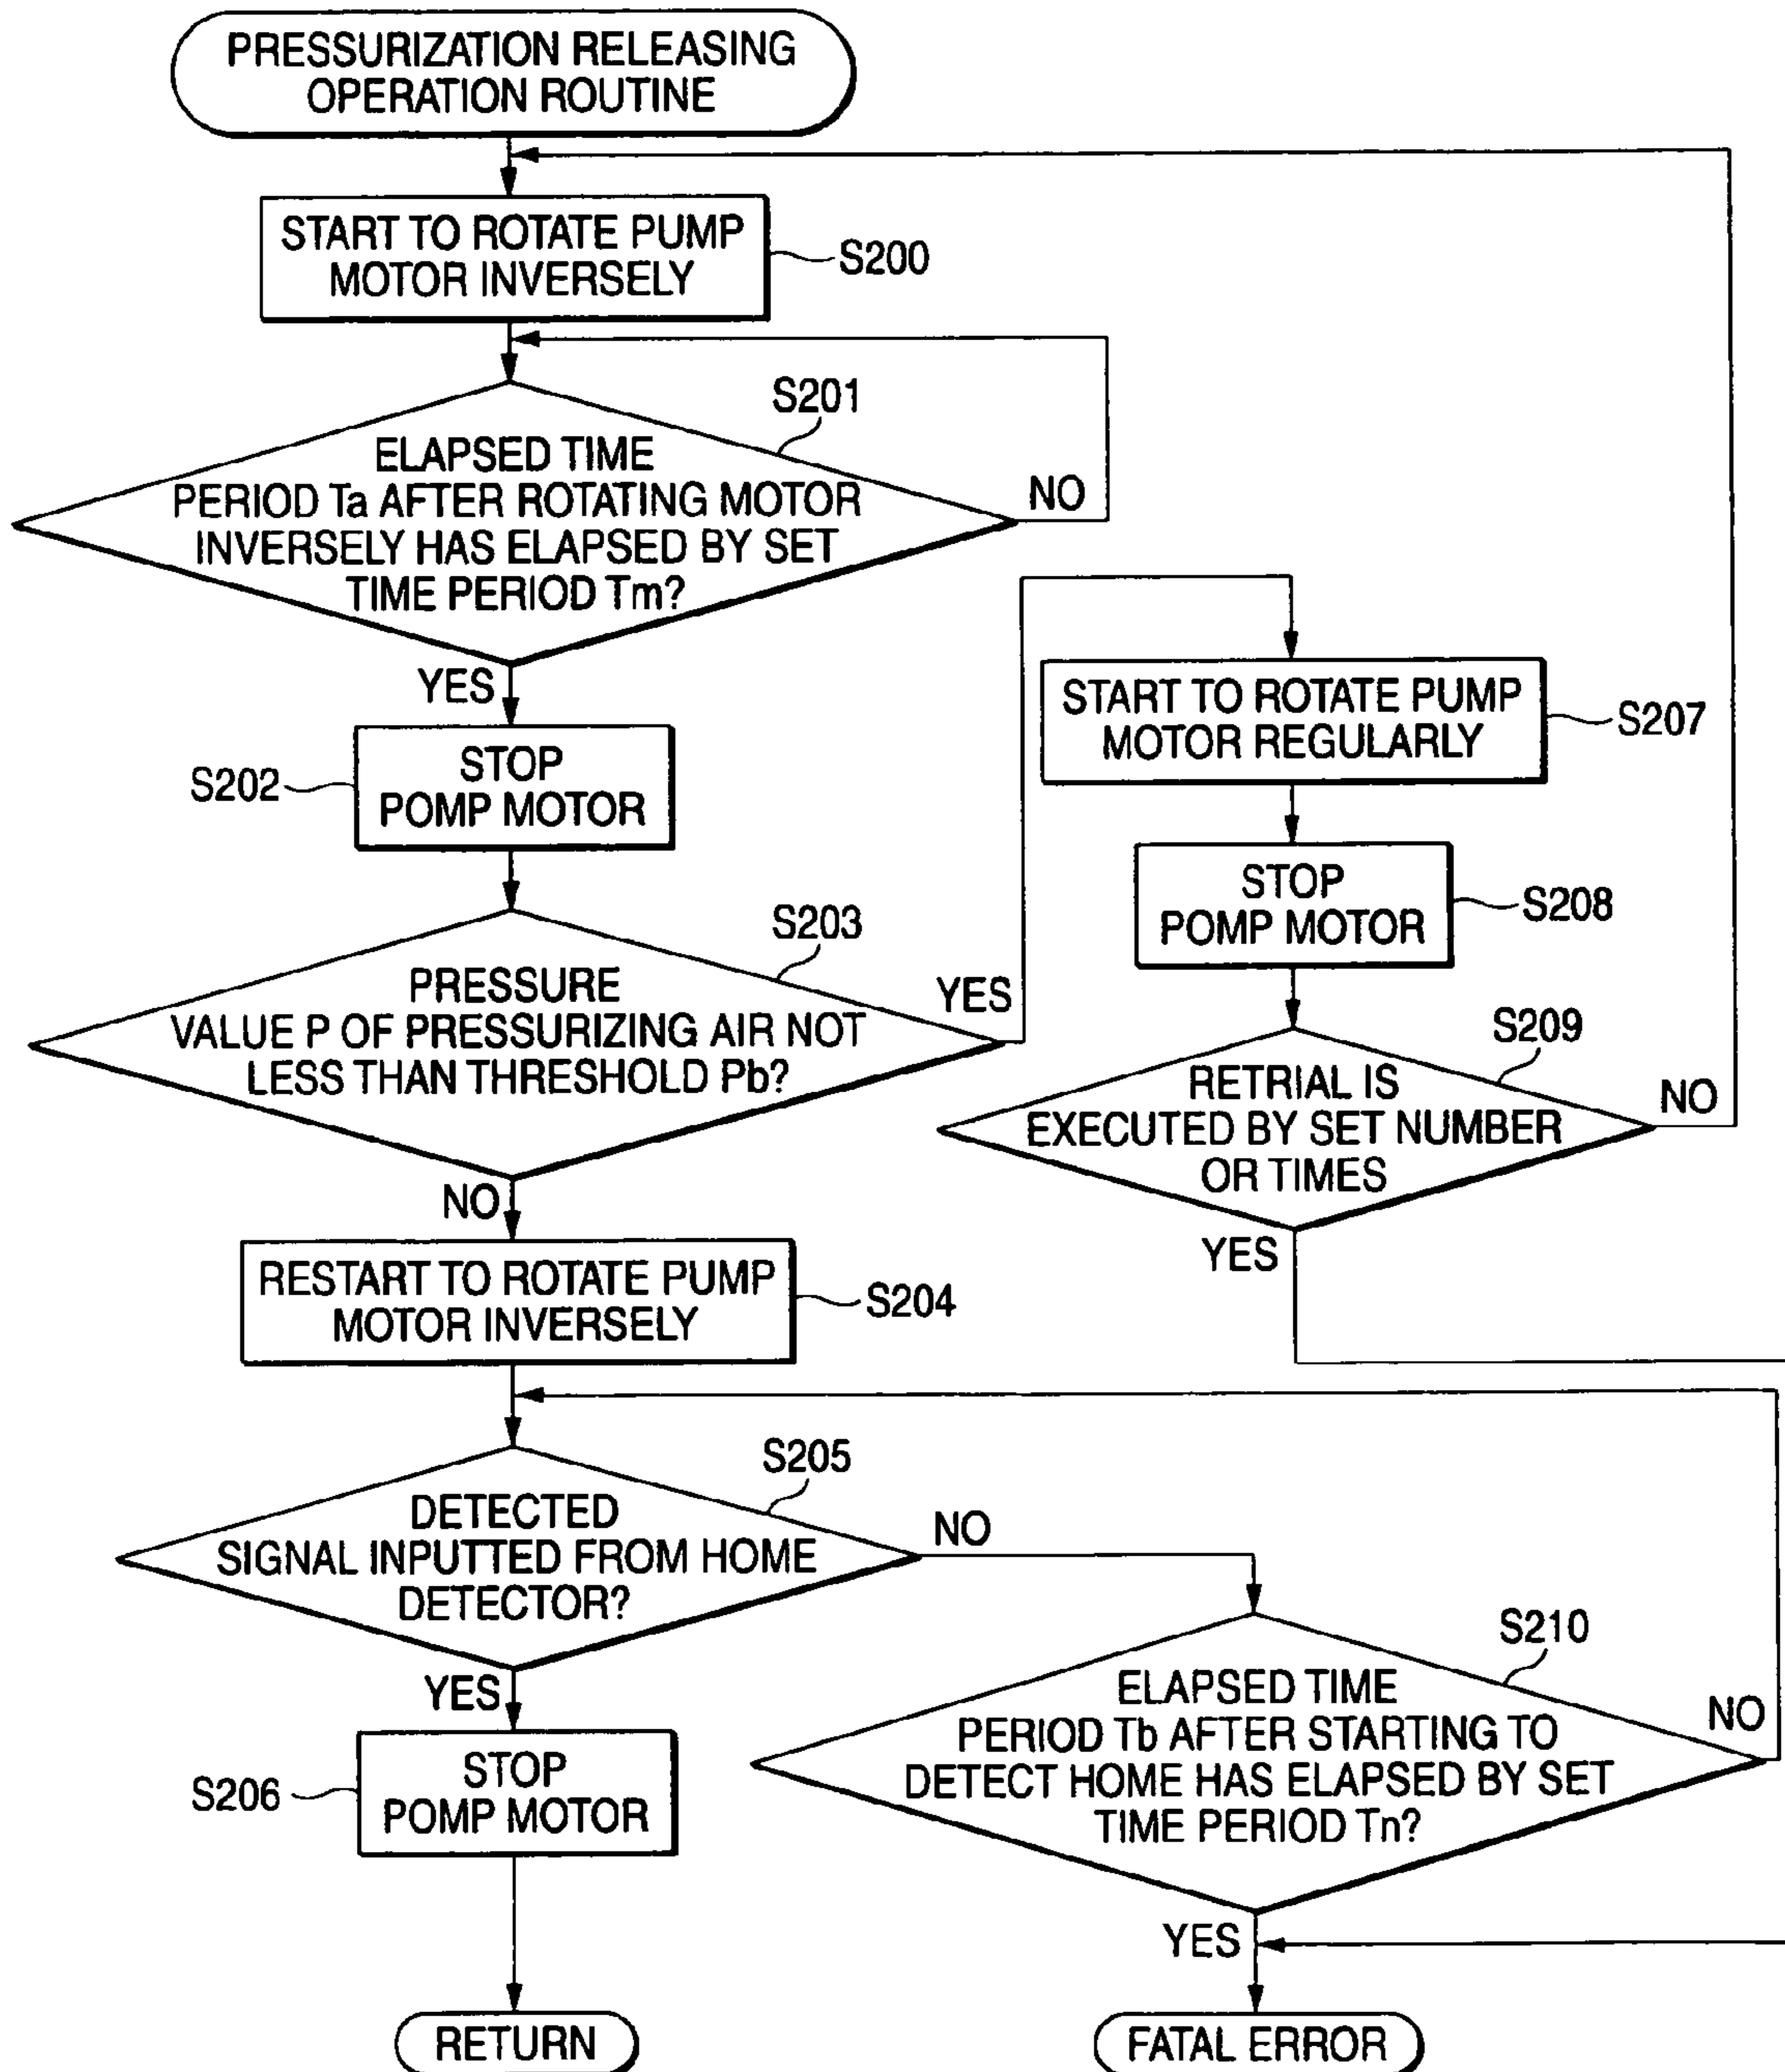 PRESSURIZATION RELEASING
OPERATION ROUTINE
START TO ROTATE PUMP
MOTOR INVERSELY
S200
S201
ELAPSED TIME
PERIOD Ta AFTER ROTATING MOTOR
INVERSELY HAS ELAPSED BY SET
TIME PERIOD Tm?
NO
YES
S202
STOP
POMP MOTOR
S203
PRESSURE
VALUE P OF PRESSURIZING AIR NOT
LESS THAN THRESHOLD Pb?
YES
NO
START TO ROTATE PUMP
MOTOR REGULARLY
S207
STOP
POMP MOTOR
S208
S209
RETRIAL IS
EXECUTED BY SET NUMBER
OR TIMES
NO
YES
RESTART TO ROTATE PUMP
MOTOR INVERSELY
S204
S205
DETECTED
SIGNAL INPUTTED FROM HOME
DETECTOR?
NO
YES
S206
STOP
POMP MOTOR
S210
ELAPSED TIME
PERIOD Tb AFTER STARTING TO
DETECT HOME HAS ELAPSED BY SET
TIME PERIOD Tn?
NO
YES
RETURN
FATAL ERROR